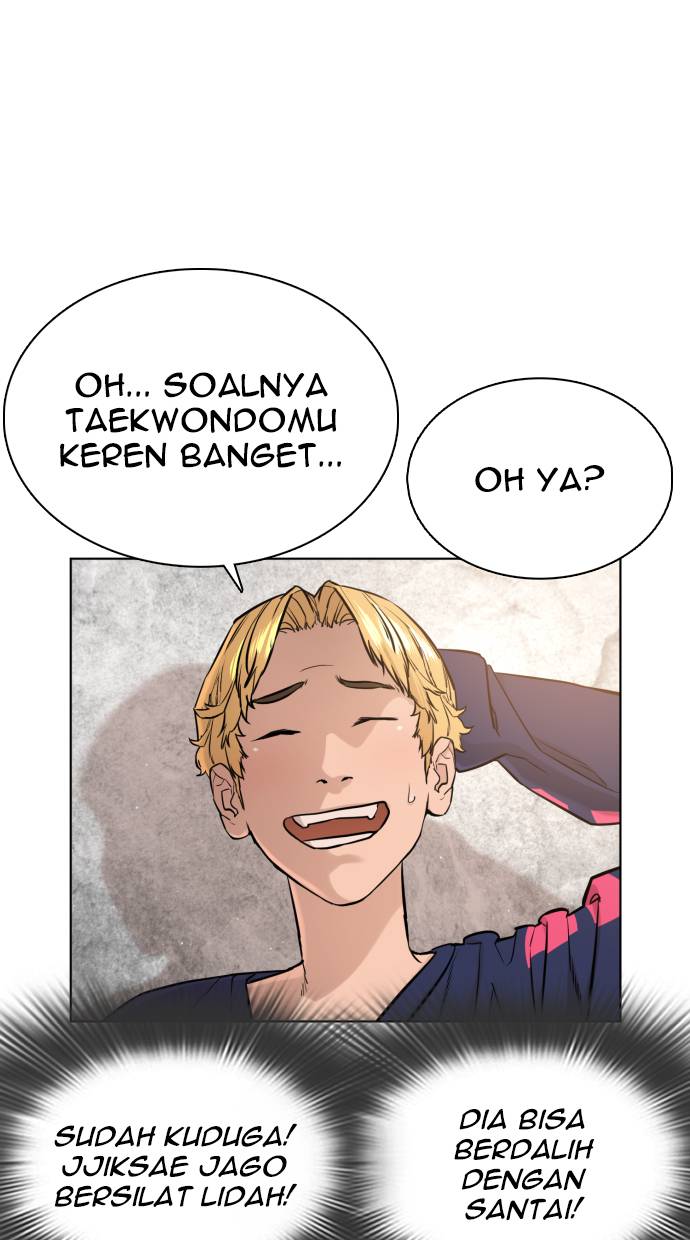 OH... SOALNYA
TAEKWONDOMU
KEREN BANGET...
OH YA?
SUDAH KUDUGA!
JJIKSAE JAGO
BERSILAT LIDAH!
DIA BISA
BERDALIH
DENGAN
SANTAI!